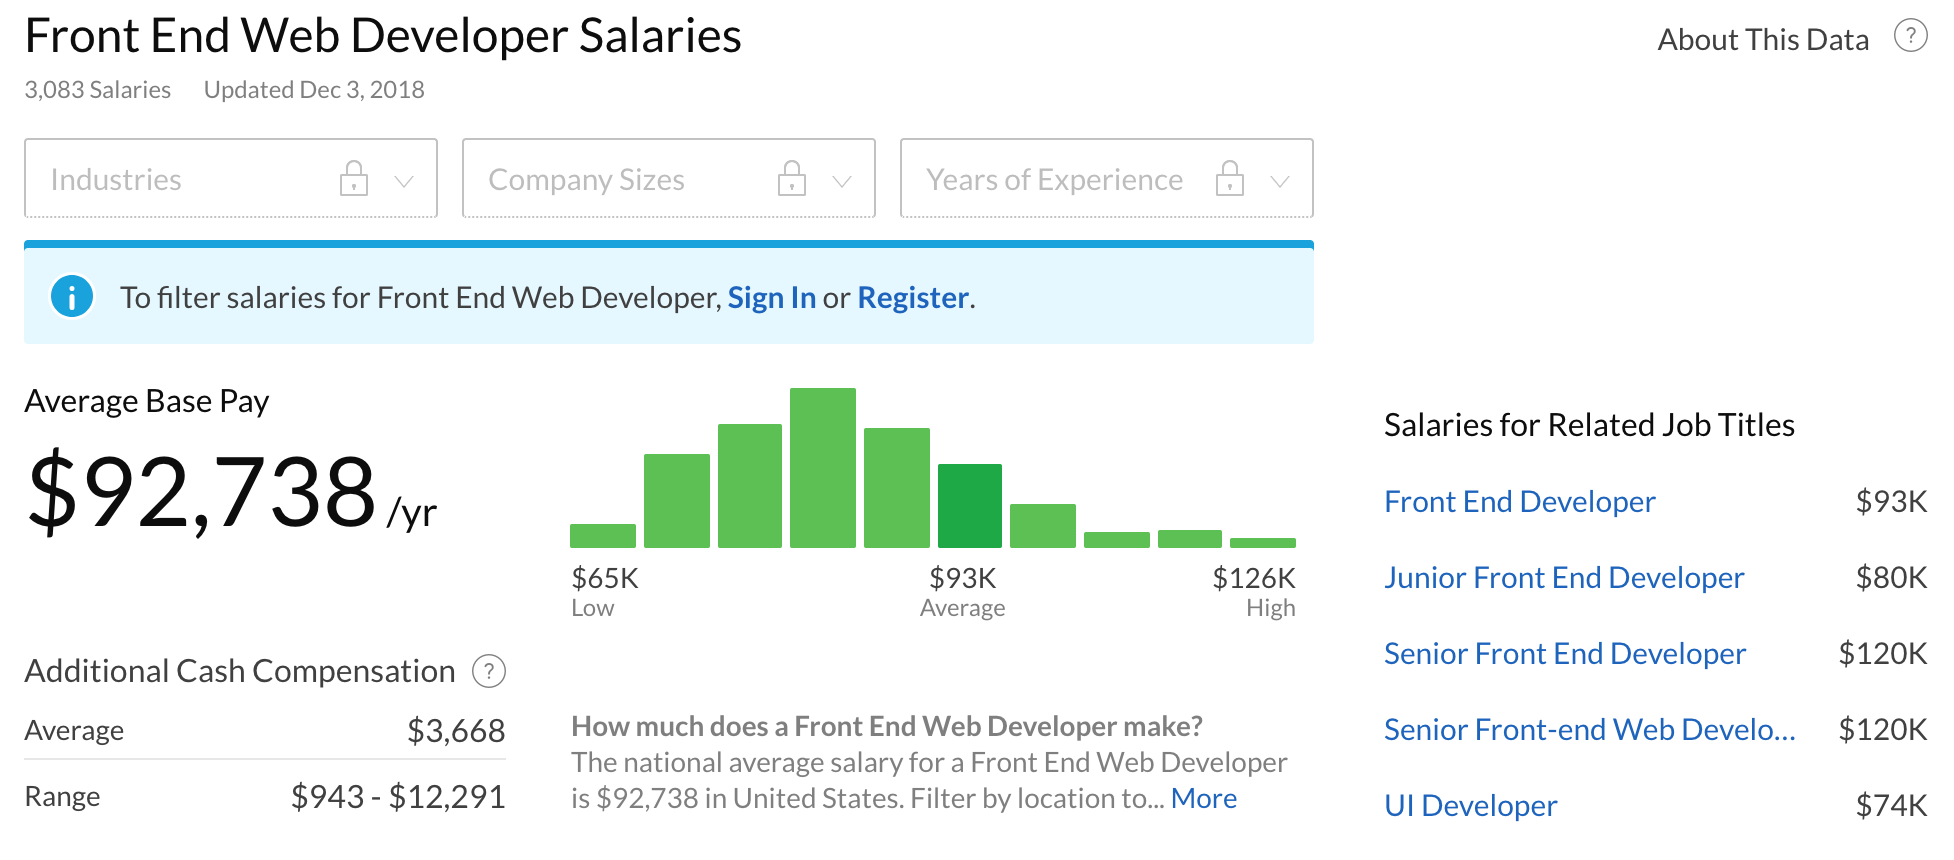 Front End Web Developer Salaries
About This Data ?
3,083 Salaries Updated Dec 3, 2018
Industries
Company Sizes
Years of Experience
To filter salaries for Front End Web Developer, Sign In or Register.
Average Base Pay
$92,738 /yr
$65K
Low
$93K
Average
$126K
High
Additional Cash Compensation ?
Average $3,668
Range $943 - $12,291
How much does a Front End Web Developer make?
The national average salary for a Front End Web Developer
is $92,738 in United States. Filter by location to... More
Salaries for Related Job Titles
Front End Developer $93K
Junior Front End Developer $80K
Senior Front End Developer $120K
Senior Front-end Web Develo... $120K
UI Developer $74K